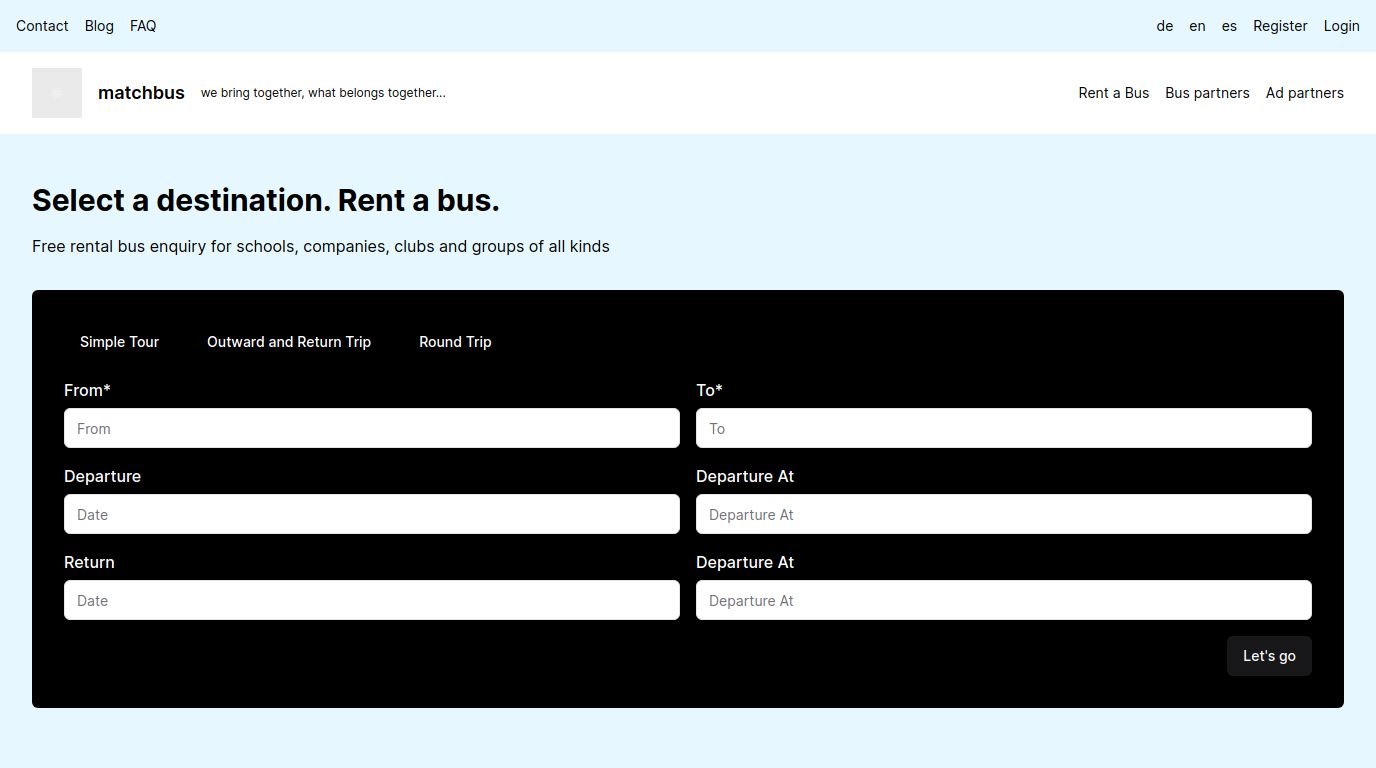 Contact Blog FAQ de en es Register Login
matchbus we bring together, what belongs together... Rent a Bus Bus partners Ad partners
Select a destination. Rent a bus.
Free rental bus enquiry for schools, companies, clubs and groups of all kinds
Simple Tour Outward and Return Trip Round Trip
From* To*
From To
Departure Departure At
Date Departure At
Return Departure At
Date Departure At
Let's go